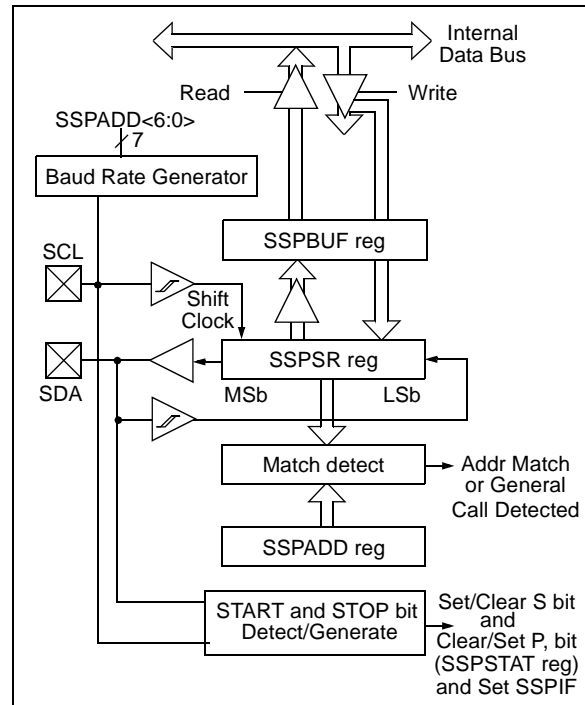 Internal
Data Bus
Read
Write
SSPADD<6:0>
7
Baud Rate Generator
SSPBUF reg
SCL
Shift
Clock
SSPSR reg
SDA
MSb
LSb
Match detect
Addr Match
or General
Call Detected
SSPADD reg
START and STOP bit
Detect/Generate
Set/Clear S bit
and
Clear/Set P, bit
(SSPSTAT reg)
and Set SSPIF